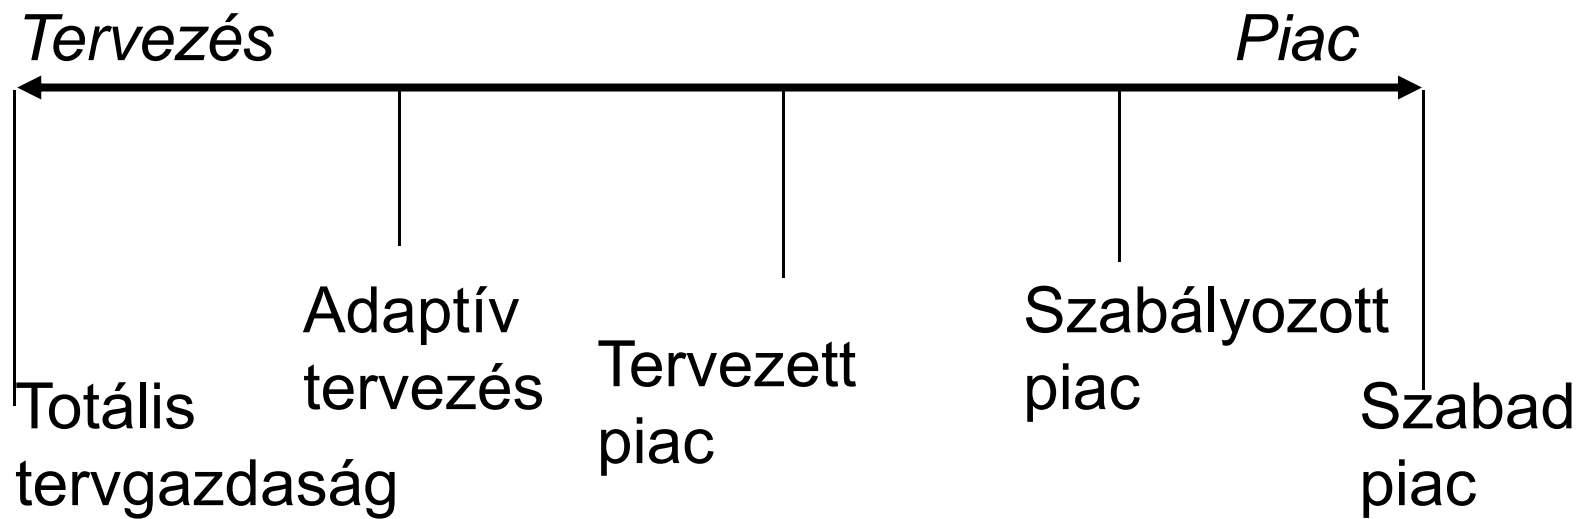 Tervezés
Piac
Totális
tervgazdaság
Adaptív
tervezés
Tervezett
piac
Szabályozott
piac
Szabad
piac